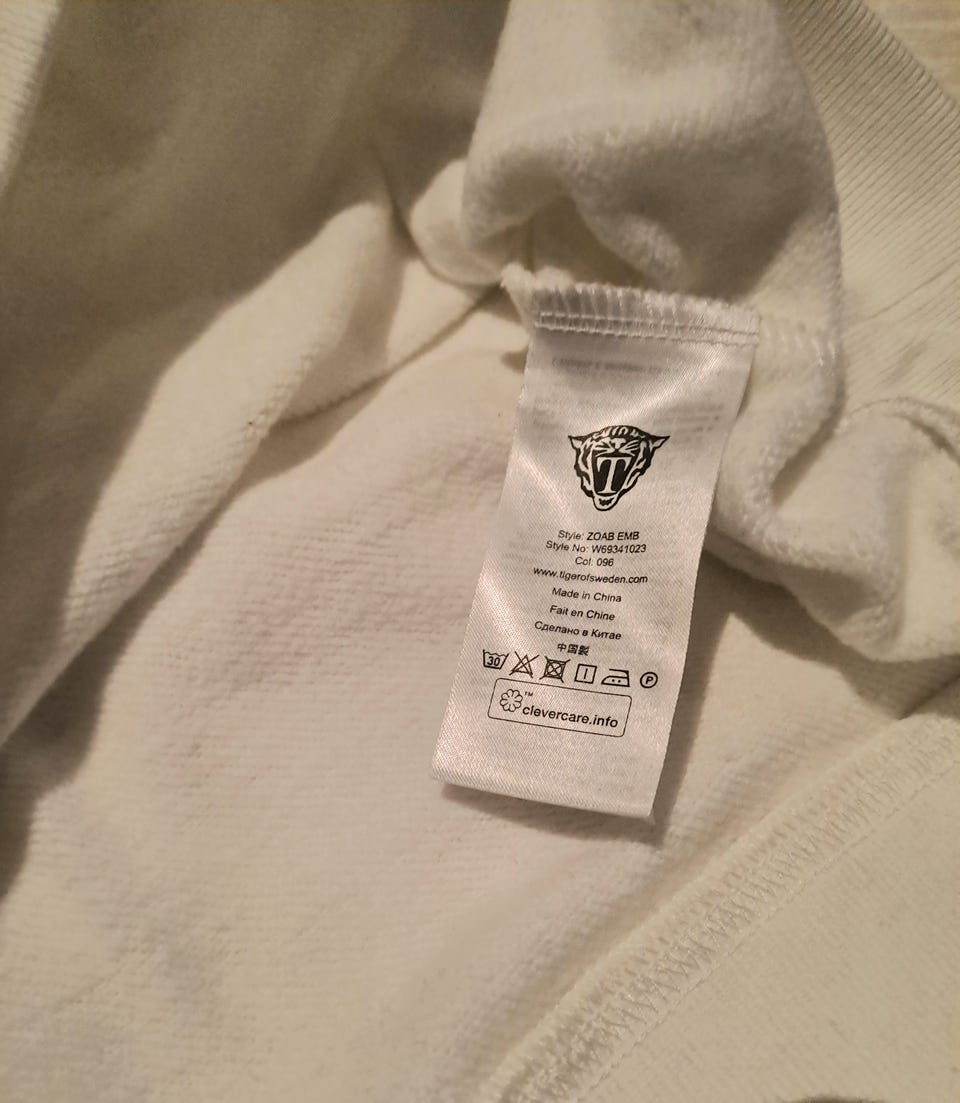 T
Style: ZOAB EMB
Style No: W69341023
Col: 096
www.tigerofsweden.com
Made in China
Fait en Chine
Сделано в Китае
中国製
30 P
™
clevercare.info